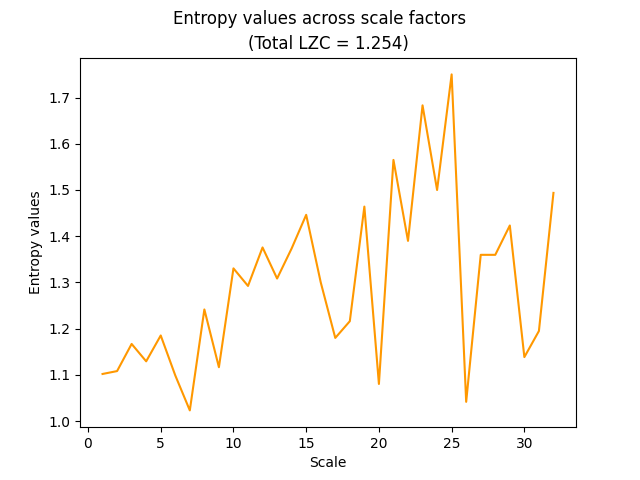 Entropy values across scale factors
(Total LZC = 1.254)
1.7
1.6
1.5
1.4
1.3
1.2
1.1
1.0
Entropy values
0 5 10 15 20 25 30
Scale